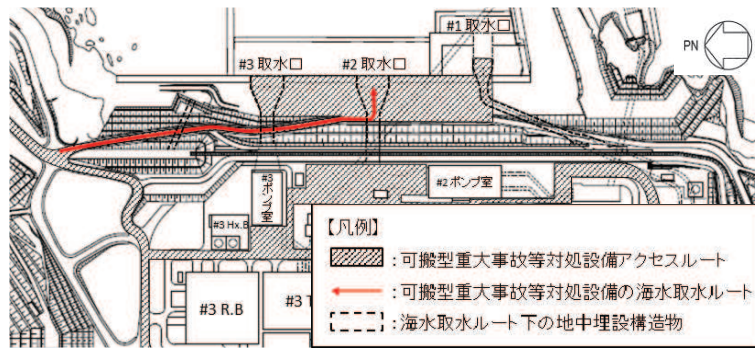 #1 取水口
PN
#3 取水口
#2 取水口
#3
ポンプ室
#2 ポンプ室
#3 Hx.B
#3 R.B
#3 T
【凡例】
:可搬型重大事故等対処設備アクセスルート
:可搬型重大事故等対処設備の海水取水ルート
:海水取水ルート下の地中埋設構造物